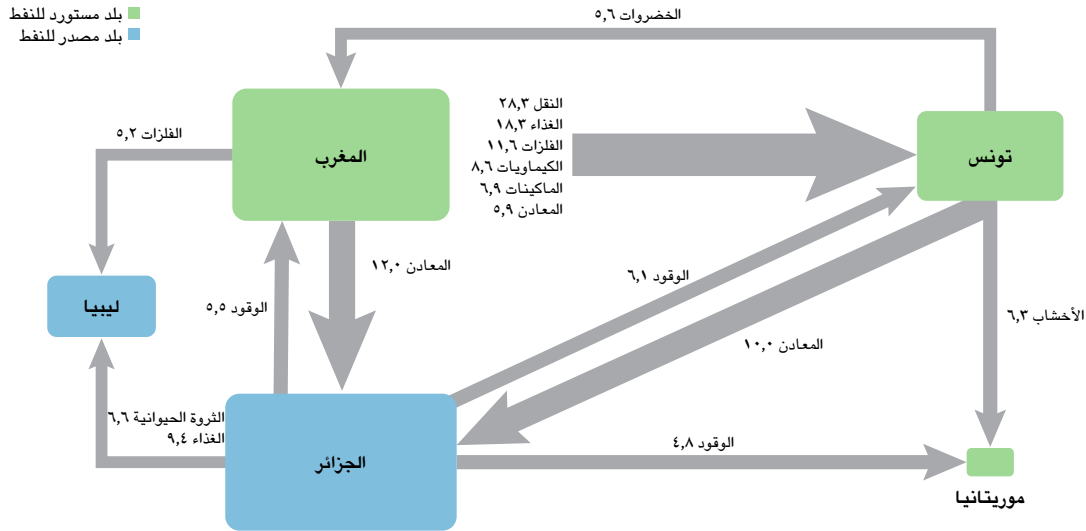 بلد مستورد للنفط
بلد مصدر للنفط
الخضروات ٥,٦
النقل ٢٨,٣
الغذاء ١٨,٣
الفلزات ١١,٦
الكيماويات ٨,٦
الماكينات ٦,٩
المعادن ٥,٩
تونس
المغرب
الفلزات ٥,٢
المعادن ١٢,٠
الوقود ٦,١
الوقود ٥,٥
ليبيا
الأخشاب ٦,٣
المعادن ١٠,٠
الثروة الحيوانية ٦,٦
الغذاء ٩,٤
الجزائر
الوقود ٤,٨
موريتانيا